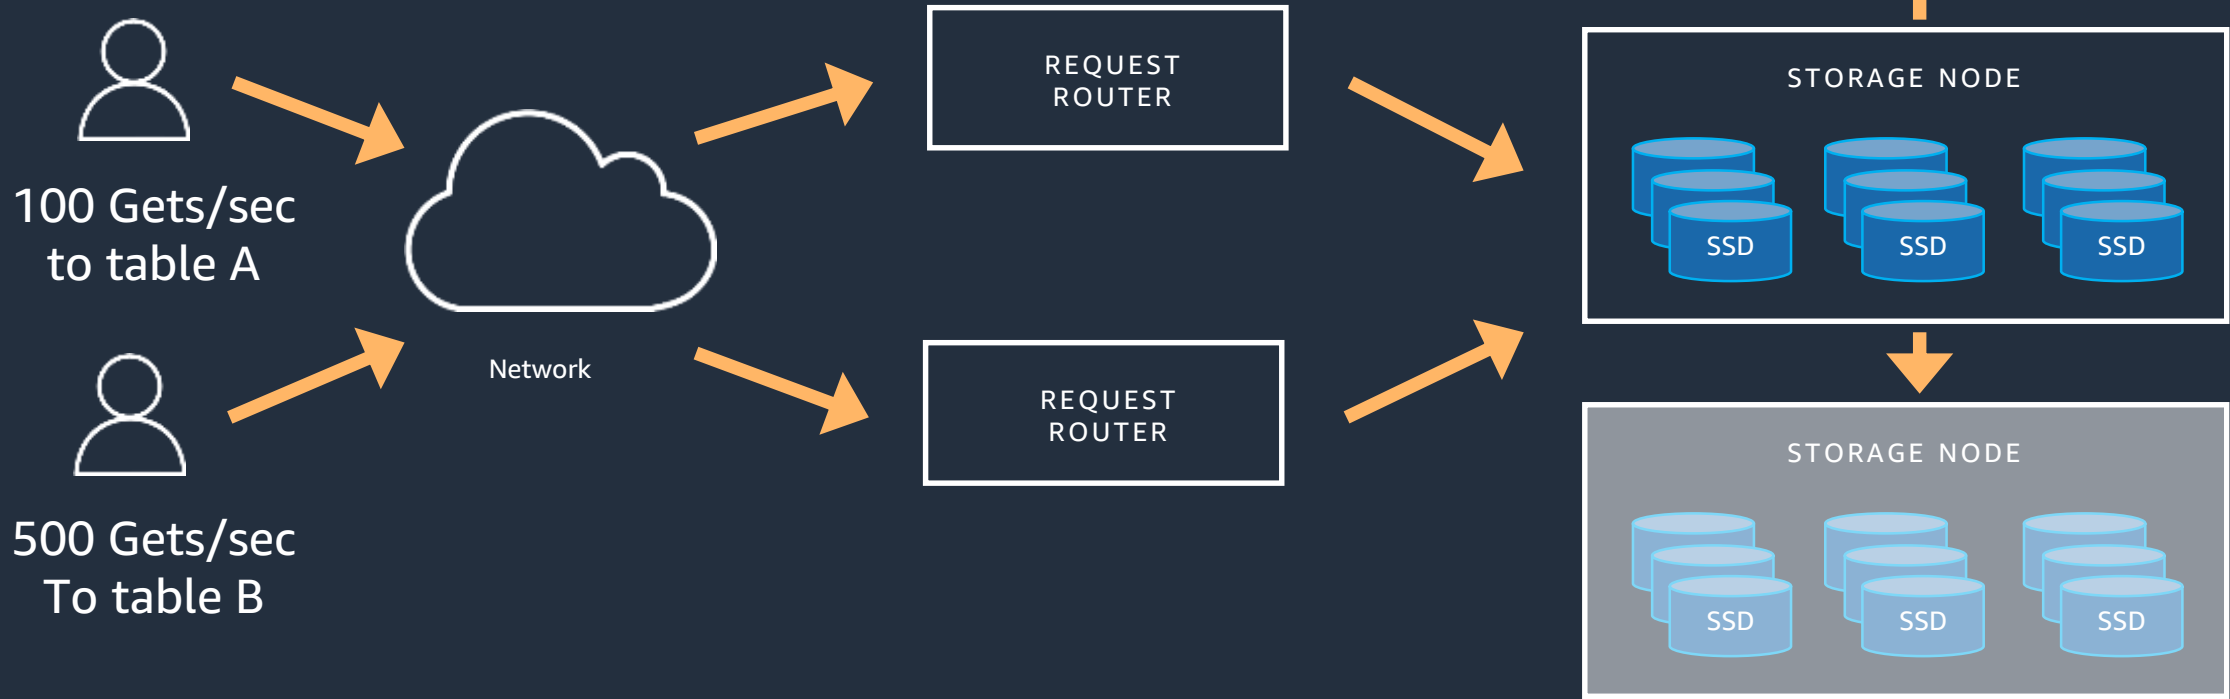 100 Gets/sec
to table A
500 Gets/sec
To table B
Network
REQUEST
ROUTER
REQUEST
ROUTER
STORAGE NODE
SSD
SSD
SSD
STORAGE NODE
SSD
SSD
SSD